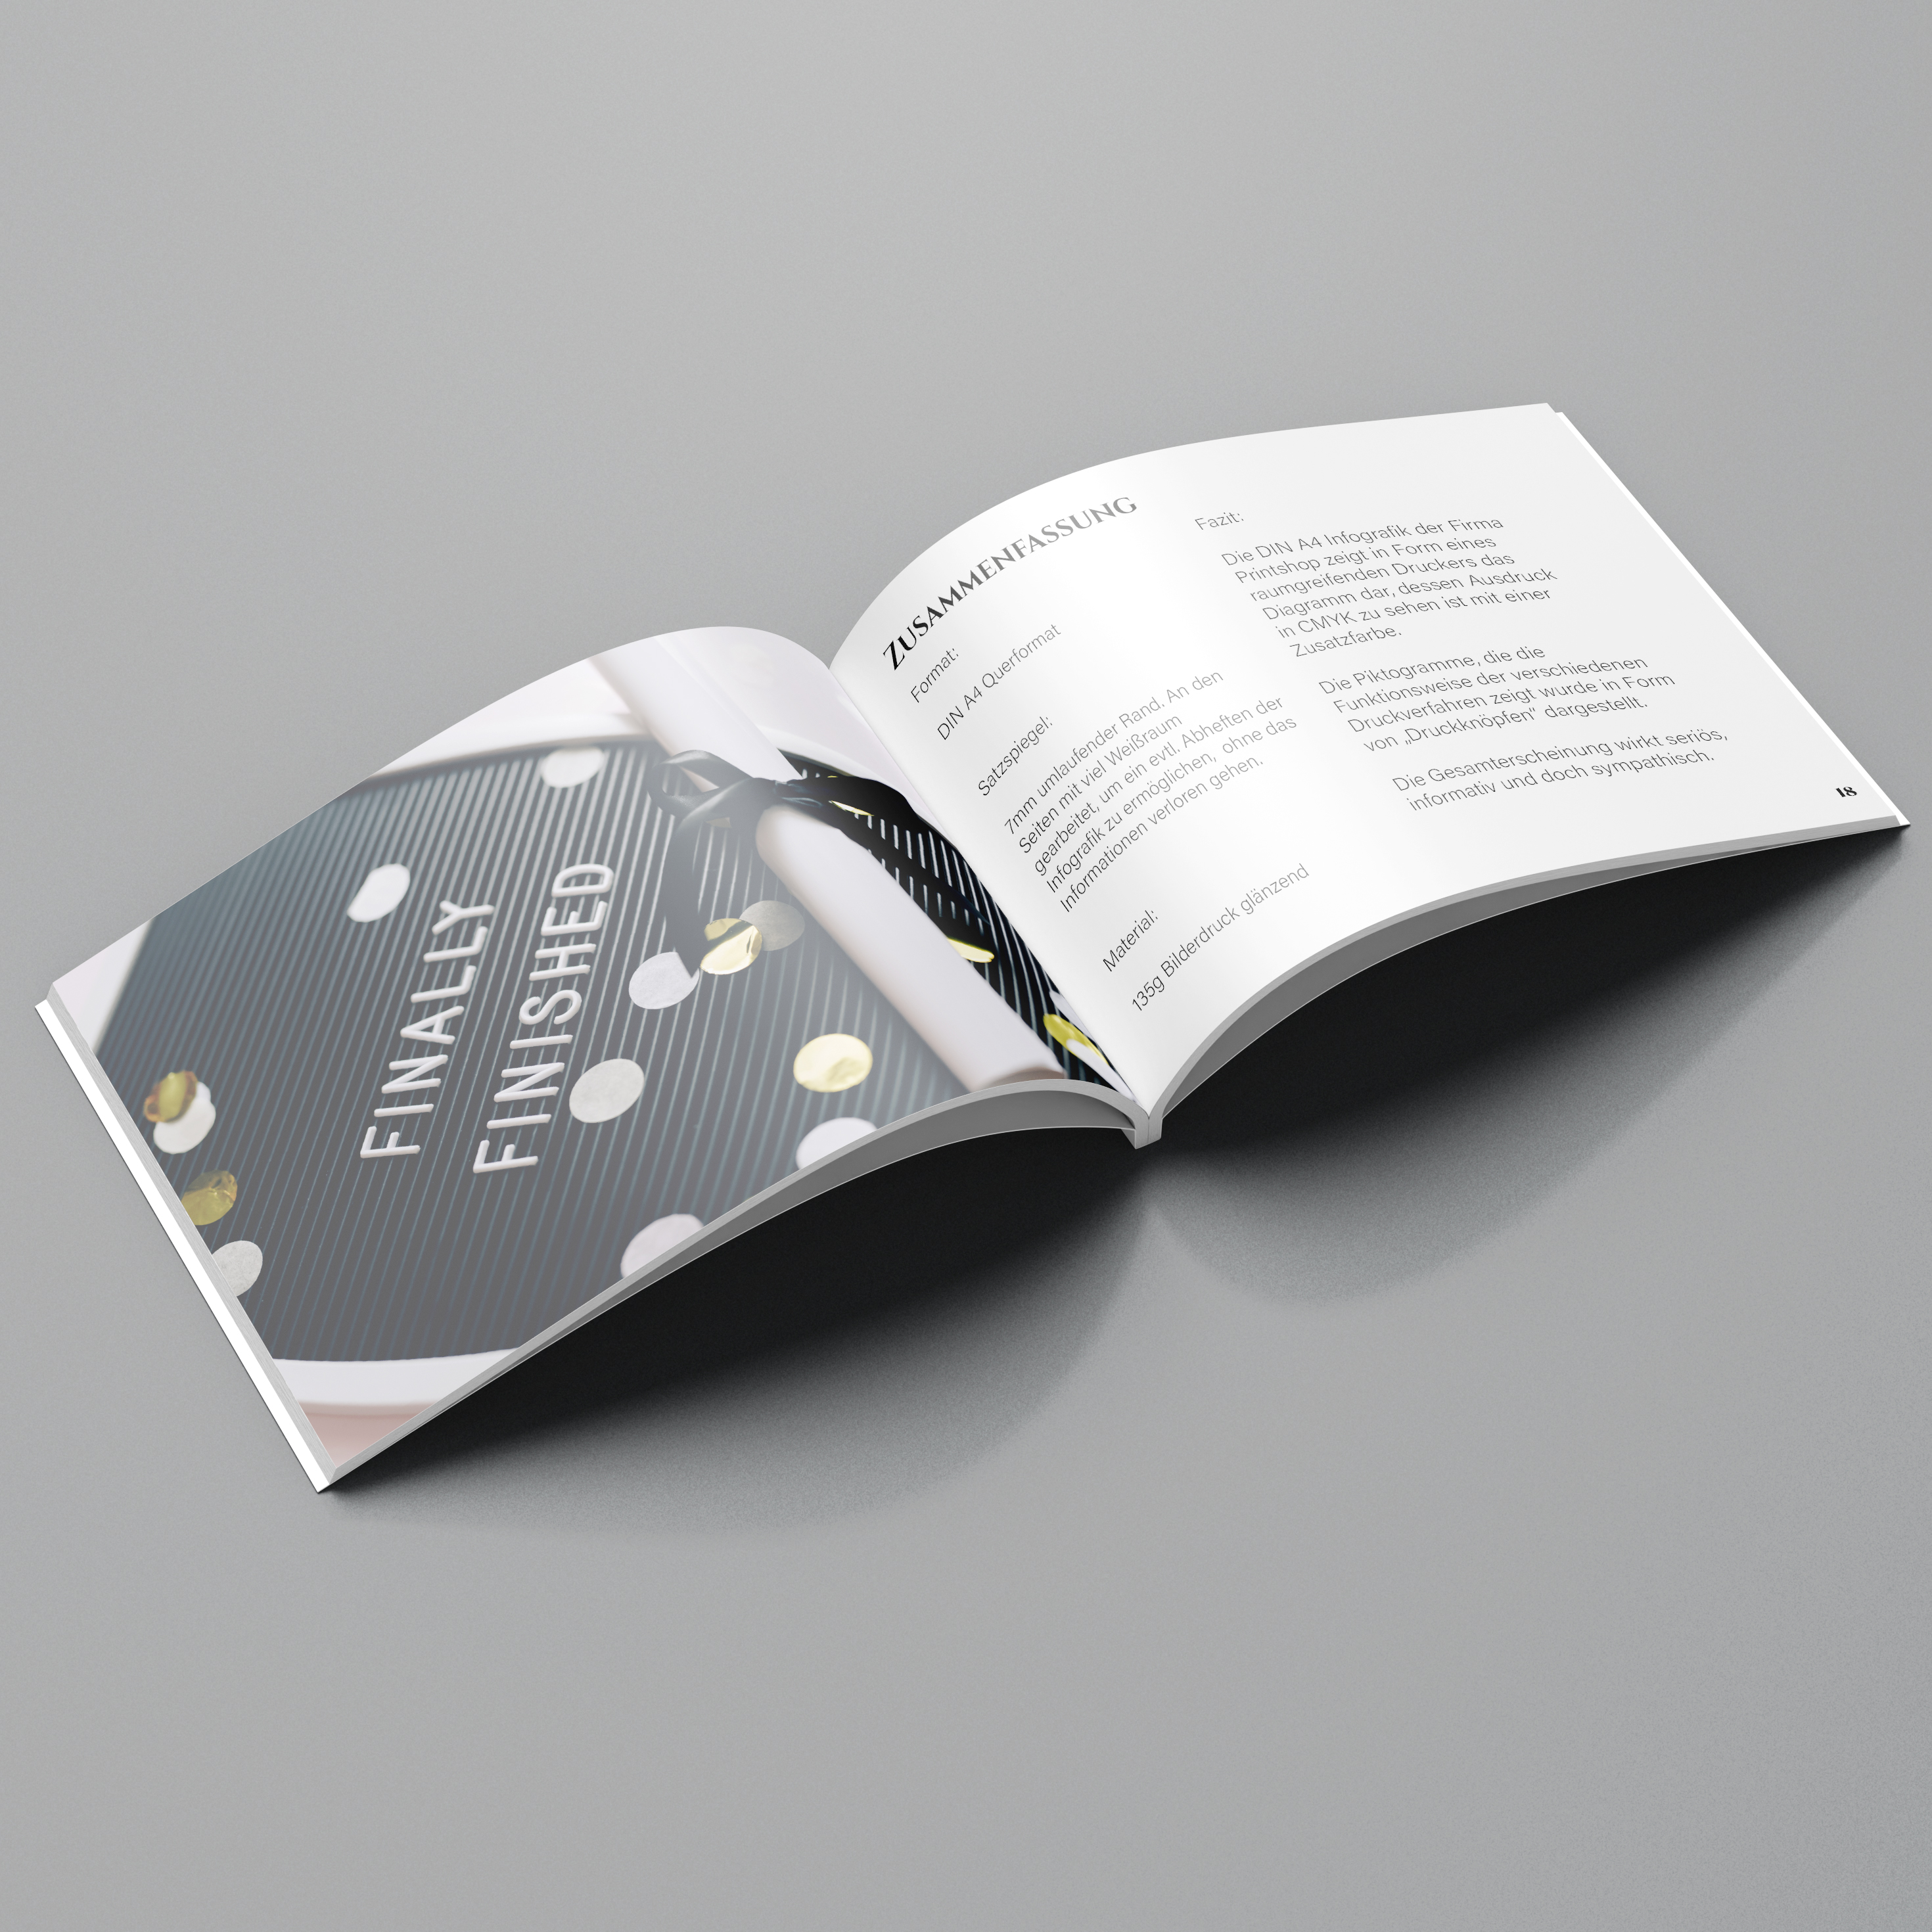 FINALLY
FINISHED
ZUSAMMENFASSUNG
Format:
DIN A4 Querformat
Satzspiegel:
7mm umlaufender Rand. An den
Seiten mit viel Weißraum
gearbeitet, um ein evtl. Abheften der
Infografik zu ermöglichen, ohne das
Informationen verloren gehen.
Material:
135g Bilderdruck glänzend
Fazit:
Die DIN A4 Infografik der Firma
Printshop zeigt in Form eines
raumgreifenden Druckers das
Diagramm dar, dessen Ausdruck
in CMYK zu sehen ist mit einer
Zusatzfarbe.
Die Piktogramme, die die
Funktionsweise der verschiedenen
Druckverfahren zeigt wurde in Form
von „Druckknöpfen“ dargestellt.
Die Gesamterscheinung wirkt seriös,
informativ und doch sympathisch.
18